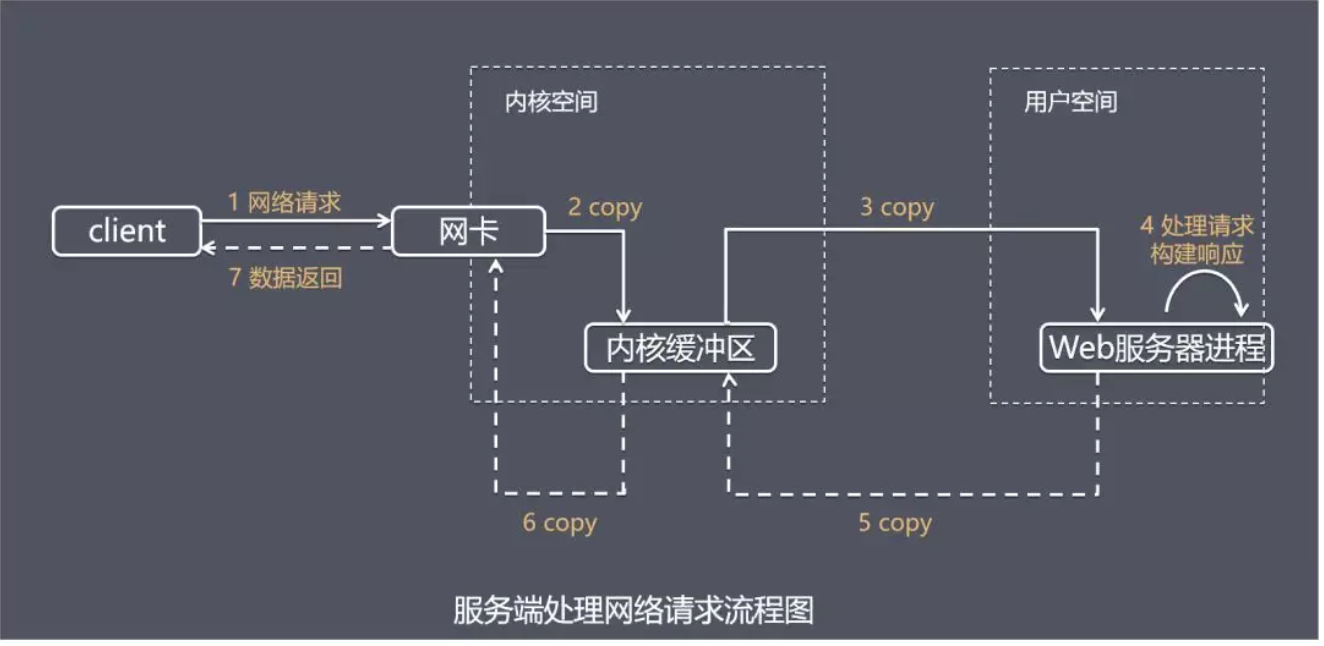 内核空间
用户空间
1 网络请求
2 copy
3 copy
4 处理请求
构建响应
client
网卡
7 数据返回
内核缓冲区
Web服务器进程
6 copy
5 copy
服务端处理网络请求流程图